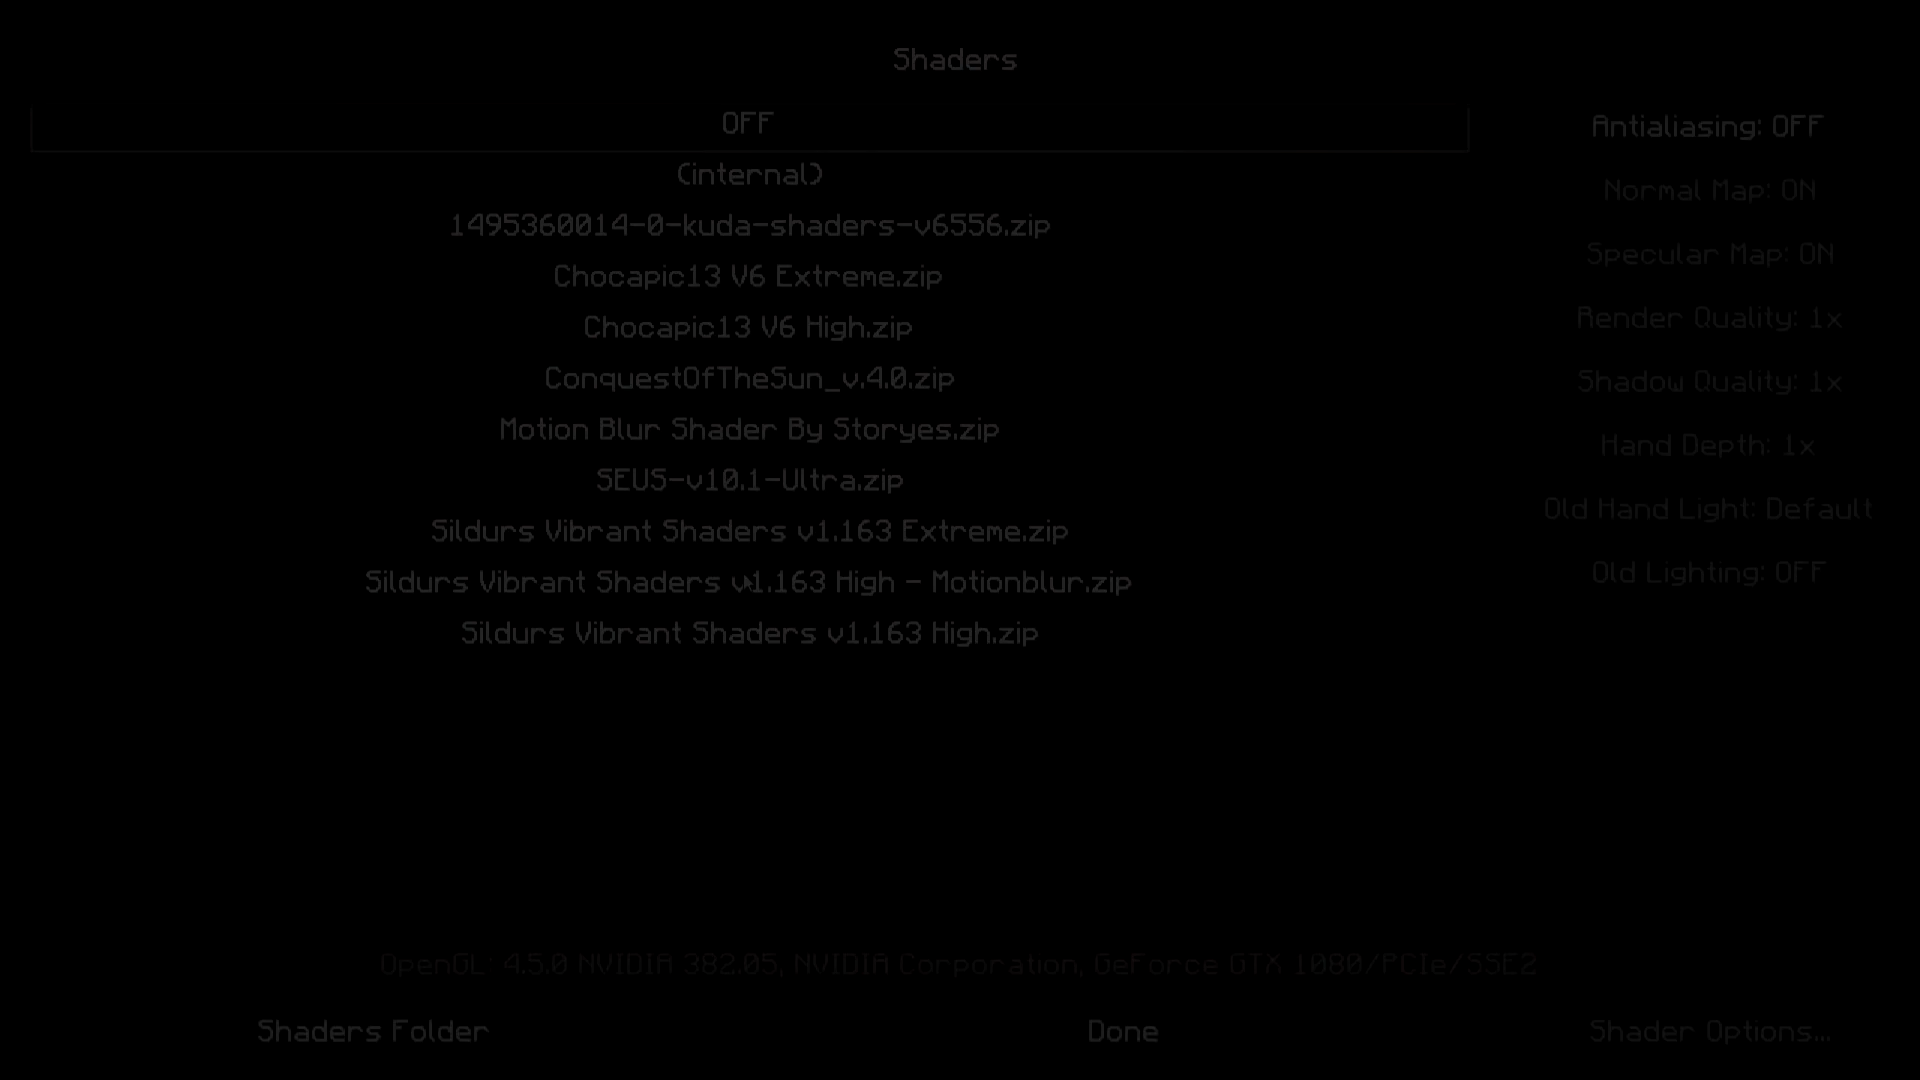 Shaders
OFF
(internal)
1495360014-0-kuda-shaders-v6556.zip
Chocapic13 V6 Extreme.zip
Chocapic13 V6 High.zip
ConquestOfTheSun_v.4.0.zip
Motion Blur Shader By Storyes.zip
SEUS-v10.1-Ultra.zip
Sildurs Vibrant Shaders v1.163 Extreme.zip
Sildurs Vibrant Shaders v1.163 High - Motionblur.zip
Sildurs Vibrant Shaders v1.163 High.zip
Antialiasing: OFF
Normal Map: ON
Specular Map: ON
Render Quality: 1x
Shadow Quality: 1x
Hand Depth: 1x
Old Hand Light: Default
Old Lighting: OFF
OpenGL: 4.5.0 NVIDIA 382.05, NVIDIA Corporation, GeForce GTX 1080/PCIe/SSE2
Shaders Folder
Done
Shader Options...